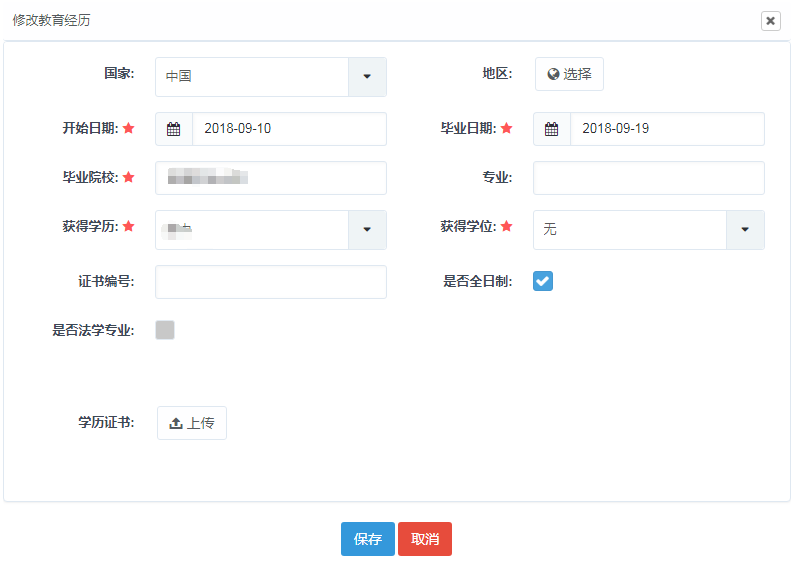 修改教育经历
国家: 中国 地区: 选择
开始日期: 2018-09-10 毕业日期: 2018-09-19
毕业院校: 专业:
获得学历: 获得学位: 无
证书编号: 是否全日制:
是否法学专业:
学历证书: 上传
保存 取消